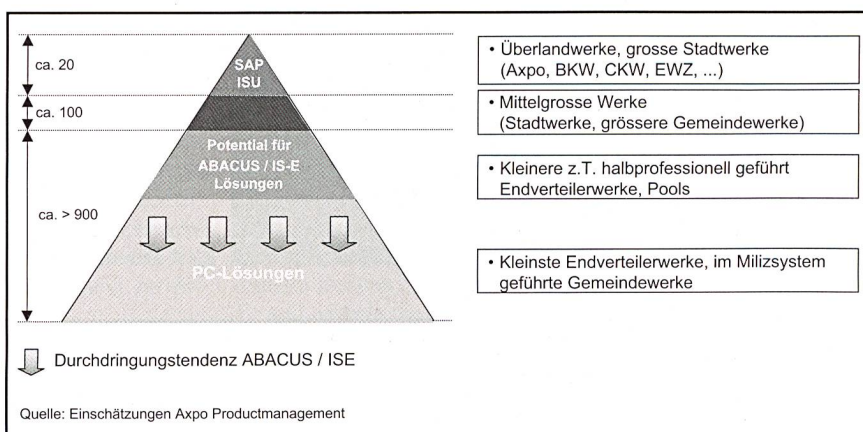 ca. 20
SAP
ISU
• Überlandwerke, grosse Stadtwerke
(Axpo, BKW, CKW, EWZ, ...)
ca. 100
• Mittelgrosse Werke
(Stadtwerke, grössere Gemeindewerke)
Potential für
ABACUS / IS-E
Lösungen
• Kleinere z.T. halbprofessionell geführt
Endverteilerwerke, Pools
ca. > 900
PC-Lösungen
• Kleinste Endverteilerwerke, im Milizsystem
geführte Gemeindewerke
Durchdringungstendenz ABACUS / ISE
Quelle: Einschätzungen Axpo Productmanagement